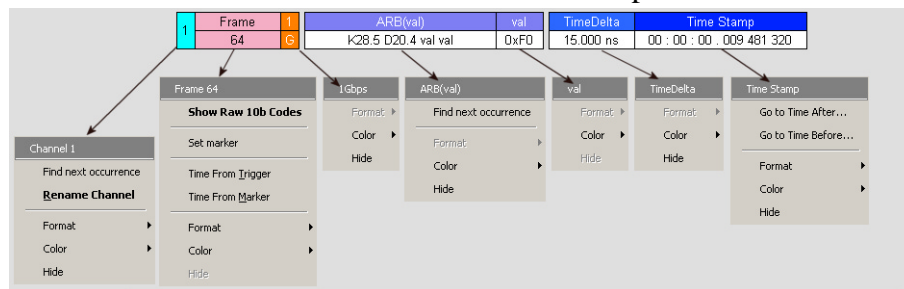 1
Frame 1 ARB(val) val TimeDelta Time Stamp
64 G K28.5 D20.4 val val 0xF0 15.000 ns 00 : 00 : 00 . 009 481 320
Channel 1
Find next occurrence
Rename Channel
Format
Color
Hide
Frame 64
Show Raw 10b Codes
Set marker
Time From Trigger
Time From Marker
Format
Color
Hide
1Gbps
Format
Color
Hide
ARB(val)
Find next occurrence
Format
Color
Hide
val
Format
Color
Hide
TimeDelta
Format
Color
Hide
Time Stamp
Go to Time After...
Go to Time Before...
Format
Color
Hide